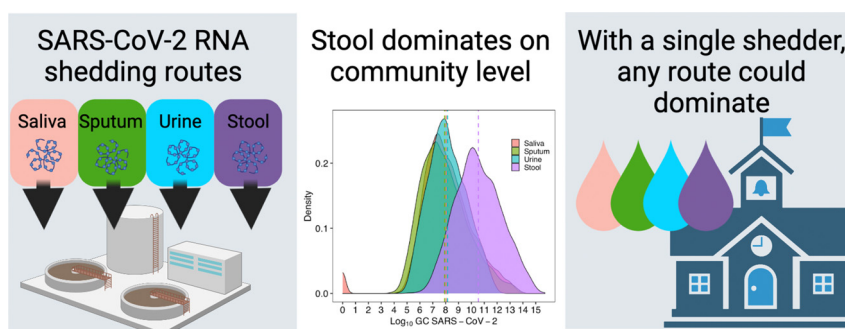 SARS-CoV-2 RNA
shedding routes
Saliva
Sputum
Urine
Stool
Stool dominates on
community level
Saliva
Sputum
Urine
Stool
Density
0.2
0.1
0.0
0 1 2 3 4 5 6 7 8 9 10 11 12 13 14 15
Log₁₀ GC SARS – CoV – 2
With a single shedder,
any route could
dominate